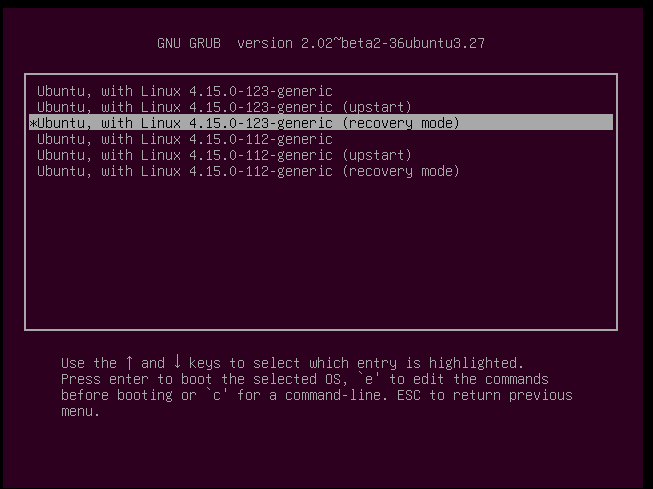 GNU GRUB  version 2.02~beta2-36ubuntu3.27
Ubuntu, with Linux 4.15.0-123-generic
Ubuntu, with Linux 4.15.0-123-generic (upstart)
*Ubuntu, with Linux 4.15.0-123-generic (recovery mode)
Ubuntu, with Linux 4.15.0-112-generic
Ubuntu, with Linux 4.15.0-112-generic (upstart)
Ubuntu, with Linux 4.15.0-112-generic (recovery mode)
Use the ↑ and ↓ keys to select which entry is highlighted.
Press enter to boot the selected OS, `e' to edit the commands
before booting or `c' for a command-line. ESC to return previous
menu.